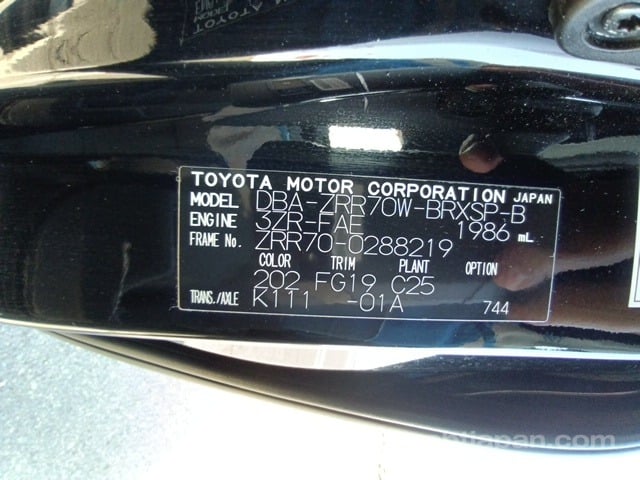 TOYOTA MOTOR CORPORATION JAPAN
MODEL DBA-ZRR70W-BRXSP-B
ENGINE 3ZR-FAE 1986 mL
FRAME No. ZRR70-0288219
COLOR TRIM PLANT OPTION
202 FG19 C25
TRANS./AXLE K111 -01A 744